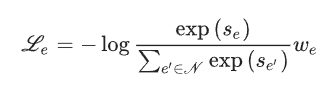 ℒ_e = − log exp (s_e) / ∑_{e′∈𝒩} exp (s_{e′}) w_e